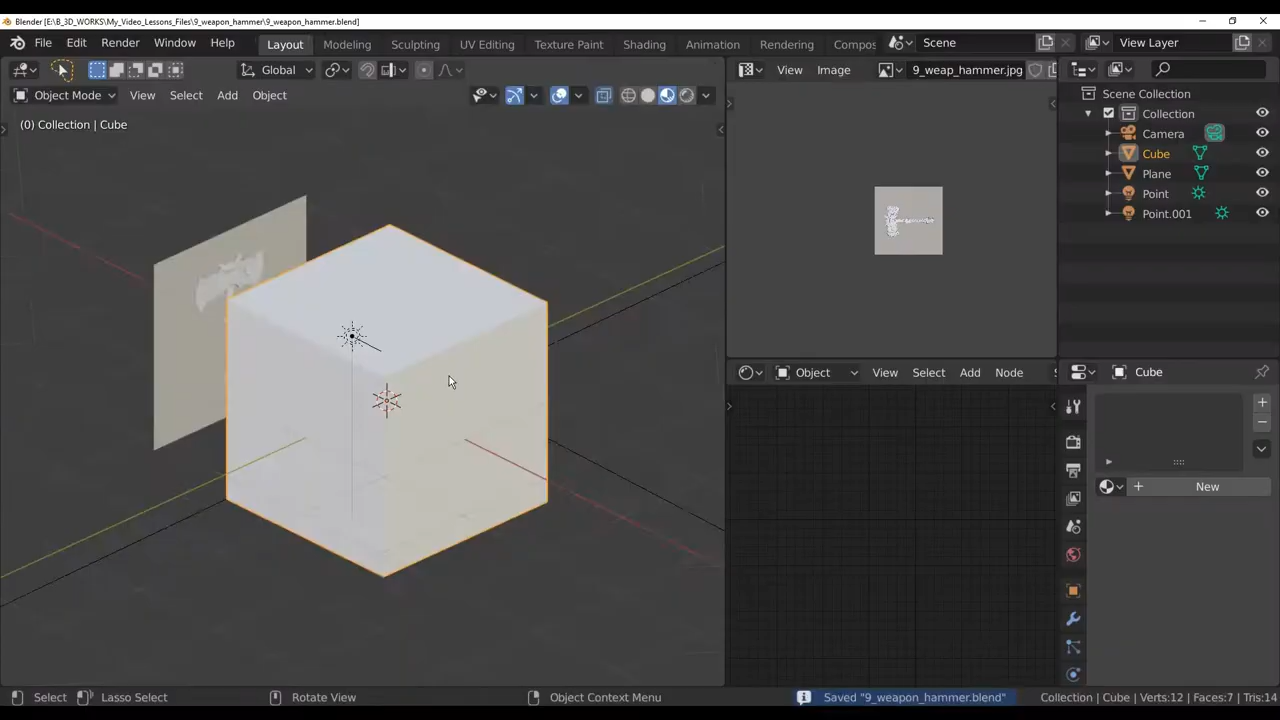 Blender [E:\B_3D_WORKS\My_Video_Lessons_Files\9_weapon_hammer\9_weapon_hammer.blend]
File Edit Render Window Help Layout Modeling Sculpting UV Editing Texture Paint Shading Animation Rendering Compos Scene View Layer
Global View Image 9_weap_hammer.jpg
Object Mode View Select Add Object
(0) Collection | Cube
Scene Collection
Collection
Camera
Cube
Plane
Point
Point.001
Object View Select Add Node S
Cube
New
Select Lasso Select Rotate View Object Context Menu Saved "9_weapon_hammer.blend" Collection | Cube | Verts:12 | Faces:7 | Tris:14